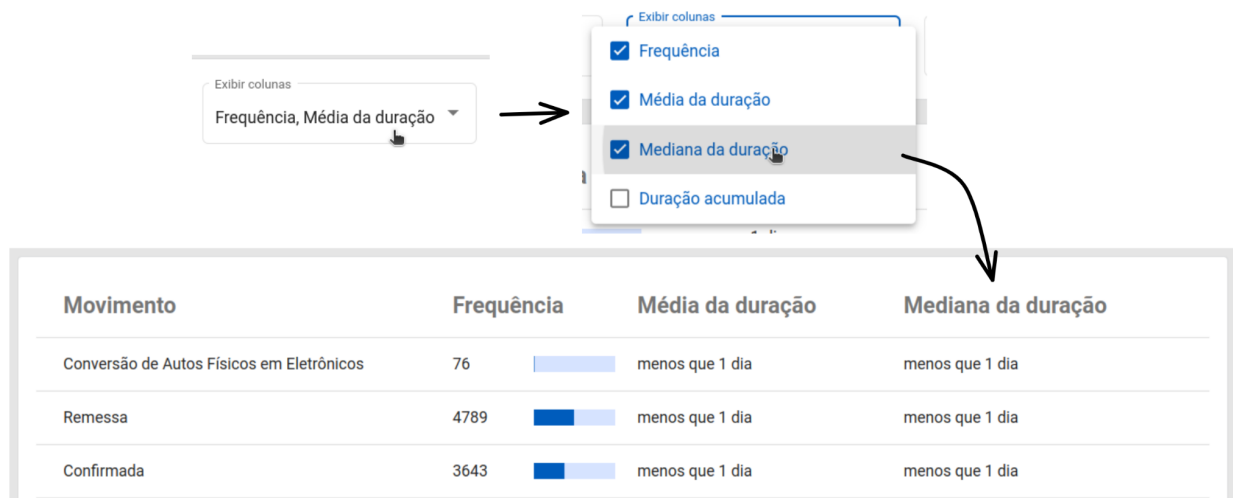 Exibir colunas
Frequência, Média da duração
Exibir colunas
Frequência
Média da duração
Mediana da duração
Duração acumulada
Movimento Frequência Média da duração Mediana da duração
Conversão de Autos Físicos em Eletrônicos 76 menos que 1 dia menos que 1 dia
Remessa 4789 menos que 1 dia menos que 1 dia
Confirmada 3643 menos que 1 dia menos que 1 dia